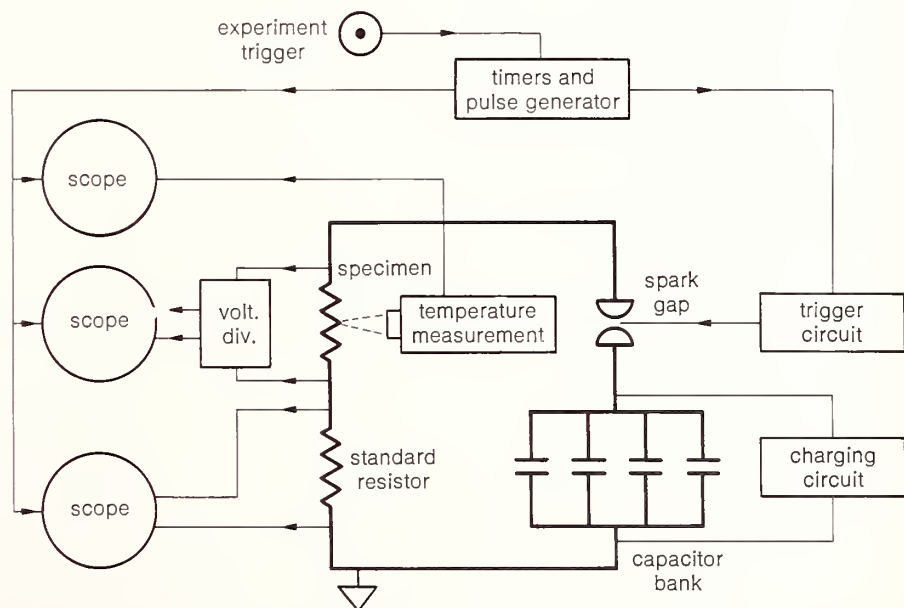 experiment
trigger
timers and
pulse generator
scope
specimen
spark
gap
scope
volt.
div.
temperature
measurement
trigger
circuit
standard
resistor
scope
charging
circuit
capacitor
bank